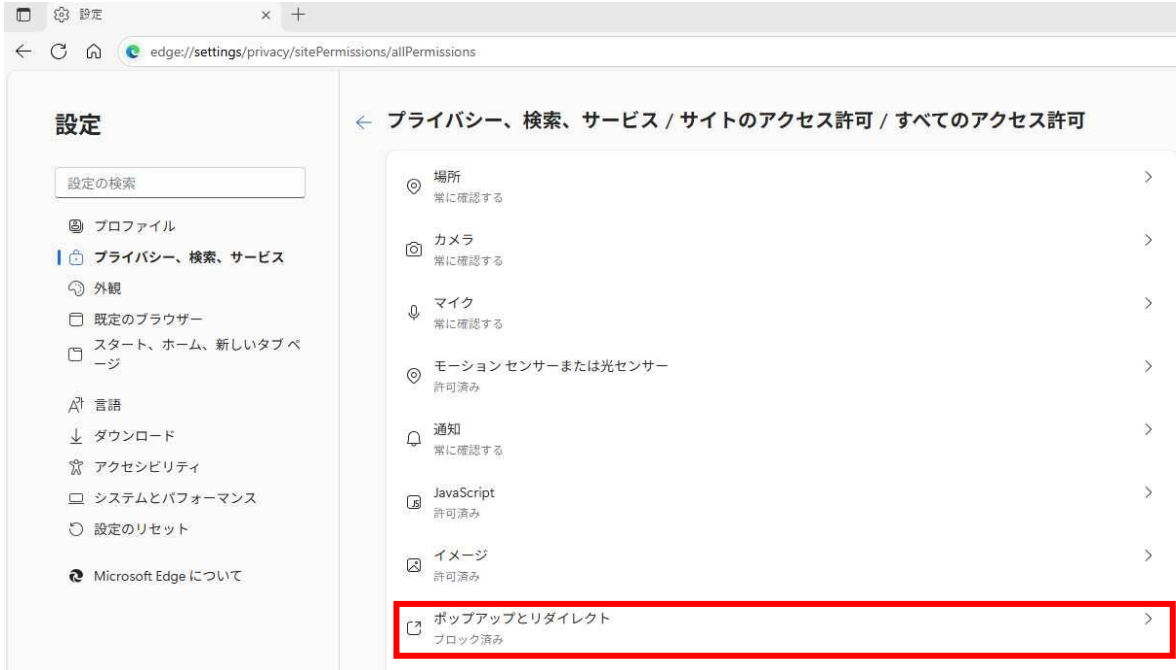 設定
edge://settings/privacy/sitePermissions/allPermissions
設定
設定の検索
プロファイル
プライバシー、検索、サービス
外観
既定のブラウザー
スタート、ホーム、新しいタブ ペ
ージ
言語
ダウンロード
アクセシビリティ
システムとパフォーマンス
設定のリセット
Microsoft Edge について
プライバシー、検索、サービス / サイトのアクセス許可 / すべてのアクセス許可
場所
常に確認する
カメラ
常に確認する
マイク
常に確認する
モーション センサーまたは光センサー
許可済み
通知
常に確認する
JavaScript
許可済み
イメージ
許可済み
ポップアップとリダイレクト
ブロック済み